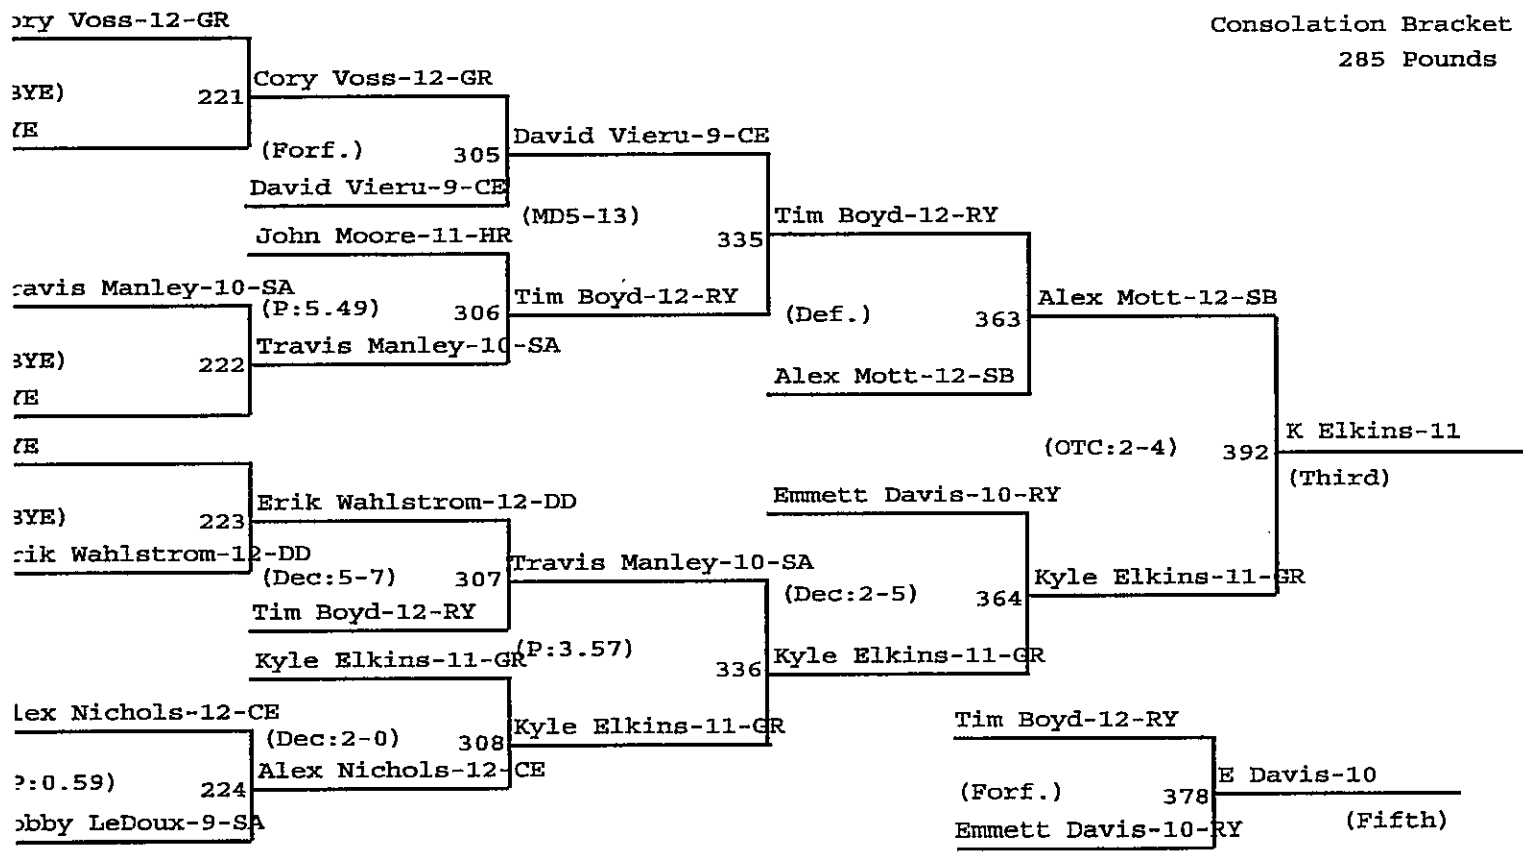 Consolation Bracket
285 Pounds
ory Voss-12-GR
BYE)
221
YE
Cory Voss-12-GR
(Forf.)
305
David Vieru-9-CE
David Vieru-9-CE
(MD5-13)
335
John Moore-11-HR
ravis Manley-10-SA
(P:5.49)
306
Tim Boyd-12-RY
BYE)
222
Travis Manley-10-SA
YE
Tim Boyd-12-RY
(Def.)
363
Alex Mott-12-SB
Alex Mott-12-SB
(OTC:2-4)
392
K Elkins-11
(Third)
YE
BYE)
223
Erik Wahlstrom-12-DD
rik Wahlstrom-12-DD
(Dec:5-7)
307
Travis Manley-10-SA
Tim Boyd-12-RY
Emmett Davis-10-RY
(Dec:2-5)
364
Kyle Elkins-11-GR
Kyle Elkins-11-GR
(P:3.57)
336
Kyle Elkins-11-GR
lex Nichols-12-CE
(Dec:2-0)
308
Kyle Elkins-11-GR
P:0.59)
224
Alex Nichols-12-CE
obby LeDoux-9-SA
Tim Boyd-12-RY
(Forf.)
378
E Davis-10
(Fifth)
Emmett Davis-10-RY